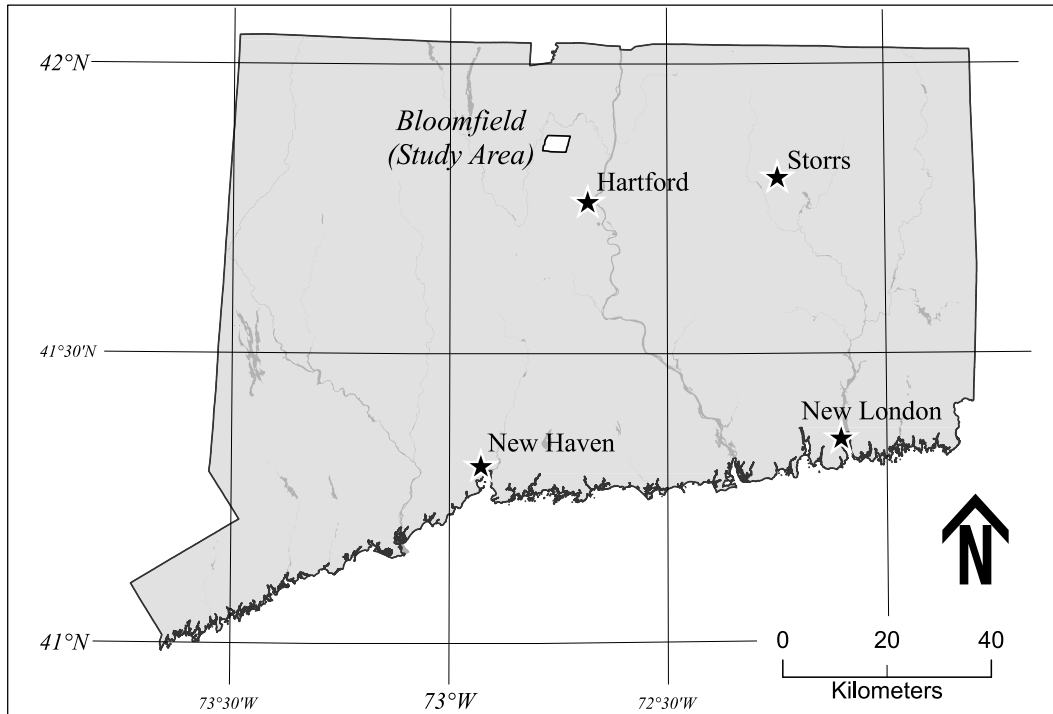 42°N
Bloomfield
(Study Area)
Storrs
Hartford
41°30'N
New London
New Haven
N
41°N
0 20 40
Kilometers
73°30'W 73°W 72°30'W